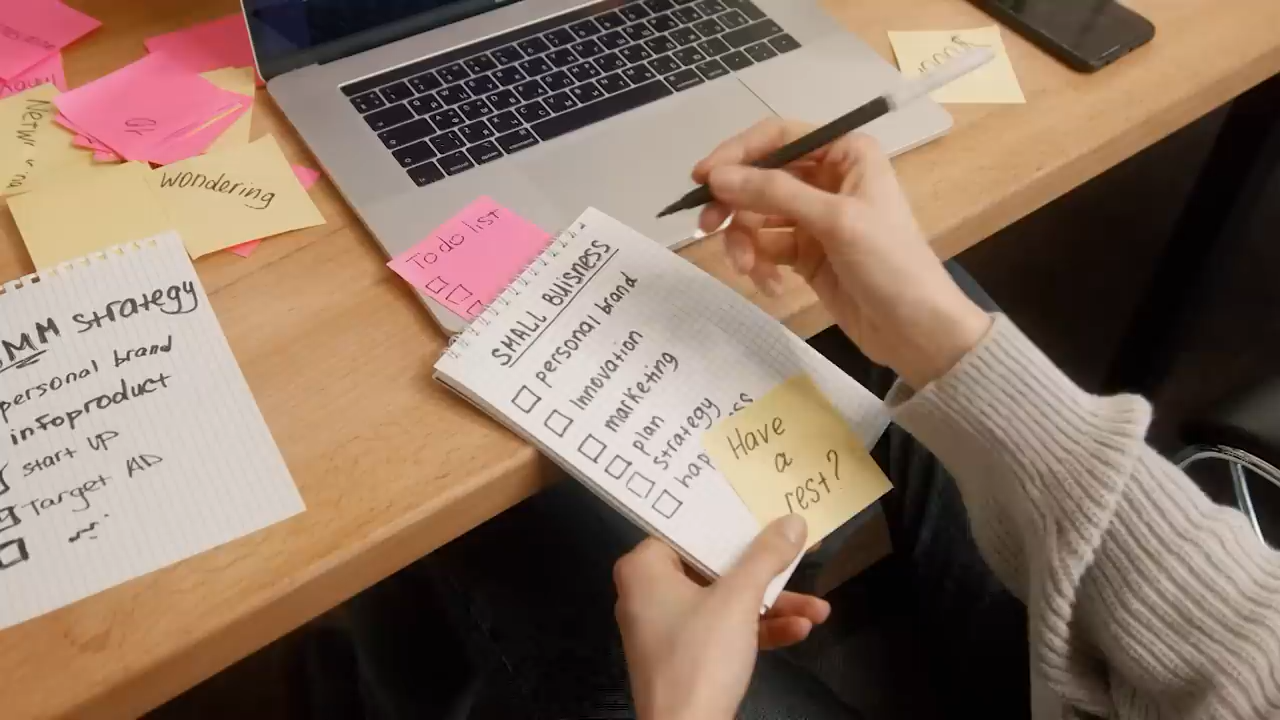 wondering
To do list
SMM strategy
personal brand
infoproduct
start UP
Target AD
SMALL BUISNESS
personal brand
Innovation
marketing
plan
strategy
Have
a
rest?